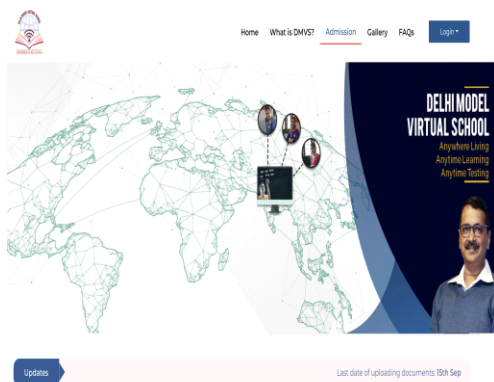 Home What is DMVS? Admission Gallery FAQs Login
DELHI MODEL
VIRTUAL SCHOOL
Anywhere Living
Anytime Learning
Anytime Testing
Updates Last date of uploading documents: 15th Sep